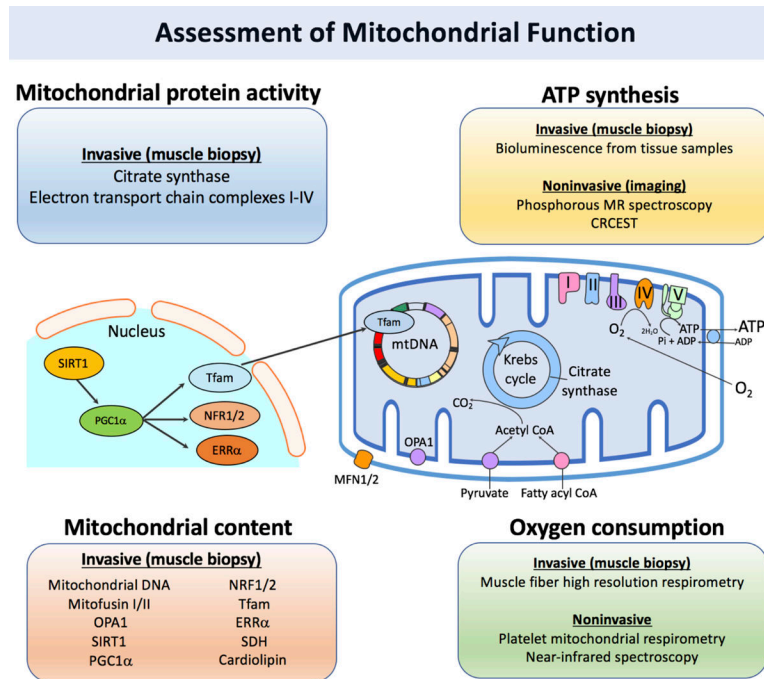 Assessment of Mitochondrial Function
Mitochondrial protein activity
Invasive (muscle biopsy)
Citrate synthase
Electron transport chain complexes I-IV
ATP synthesis
Invasive (muscle biopsy)
Bioluminescence from tissue samples
Noninvasive (imaging)
Phosphorous MR spectroscopy
CRCEST
Nucleus
SIRT1
PGC1α
Tfam
NFR1/2
ERRα
Tfam
mtDNA
Krebs
cycle
Citrate
synthase
CO2
Acetyl CoA
I
II
III
IV
V
O2
2H2O
ATP
Pi + ADP
ATP
ADP
O2
MFN1/2
OPA1
Pyruvate
Fatty acyl CoA
Mitochondrial content
Invasive (muscle biopsy)
Mitochondrial DNA
Mitofusin I/II
OPA1
SIRT1
PGC1α
NRF1/2
Tfam
ERRα
SDH
Cardiolipin
Oxygen consumption
Invasive (muscle biopsy)
Muscle fiber high resolution respirometry
Noninvasive
Platelet mitochondrial respirometry
Near-infrared spectroscopy